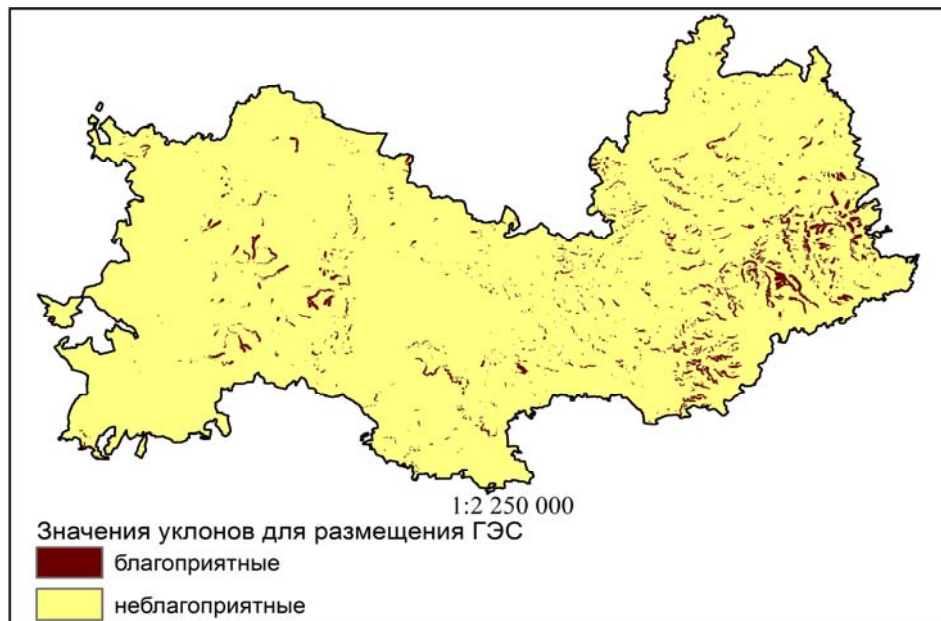 1:2 250 000
Значения уклонов для размещения ГЭС
благоприятные
неблагоприятные